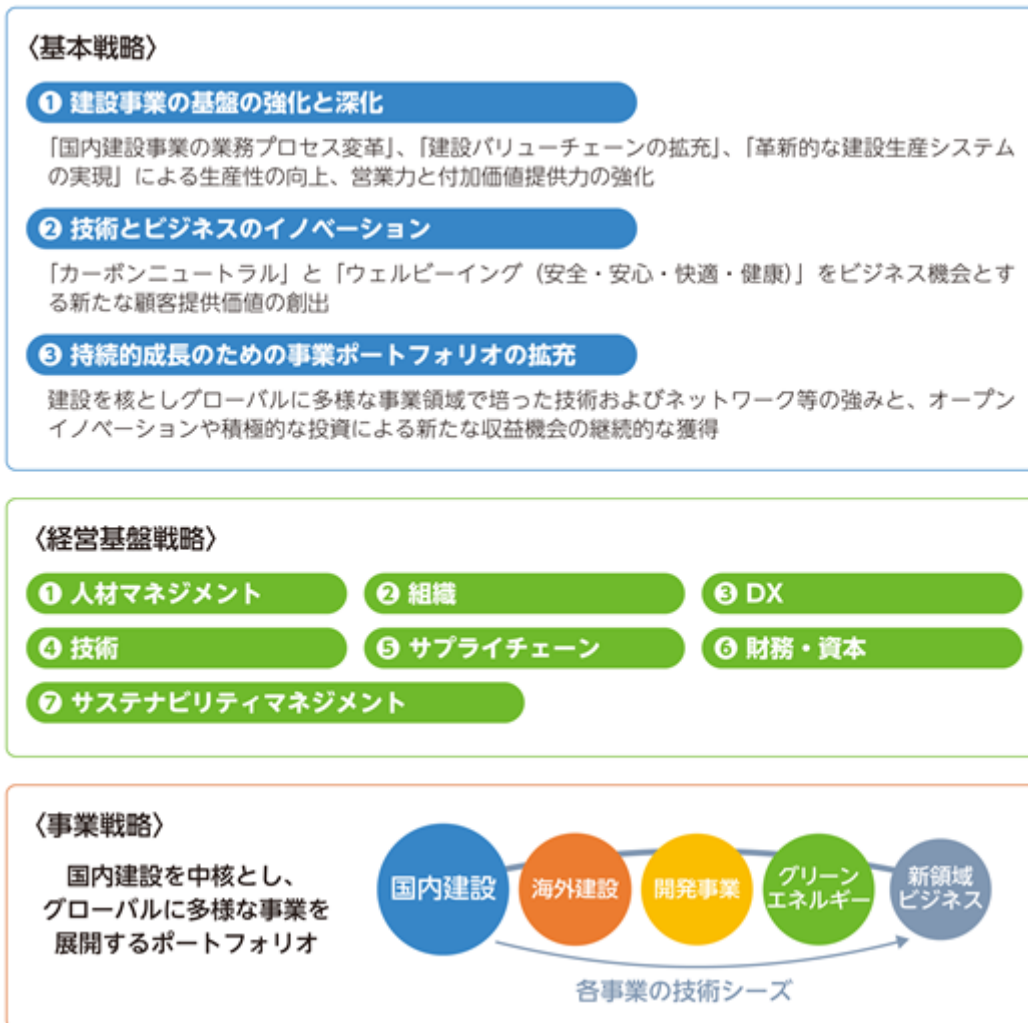 〈基本戦略〉
❶ 建設事業の基盤の強化と深化
「国内建設事業の業務プロセス変革」、「建設バリューチェーンの拡充」、「革新的な建設生産システム
の実現」による生産性の向上、営業力と付加価値提供力の強化
❷ 技術とビジネスのイノベーション
「カーボンニュートラル」と「ウェルビーイング（安全・安心・快適・健康）」をビジネス機会とす
る新たな顧客提供価値の創出
❸ 持続的成長のための事業ポートフォリオの拡充
建設を核としグローバルに多様な事業領域で培った技術およびネットワーク等の強みと、オープン
イノベーションや積極的な投資による新たな収益機会の継続的な獲得
〈経営基盤戦略〉
❶ 人材マネジメント
❷ 組織
❸ DX
❹ 技術
❺ サプライチェーン
❻ 財務・資本
❼ サステナビリティマネジメント
〈事業戦略〉
国内建設を中核とし、
グローバルに多様な事業を
展開するポートフォリオ
国内建設
海外建設
開発事業
グリーン
エネルギー
新領域
ビジネス
各事業の技術シーズ